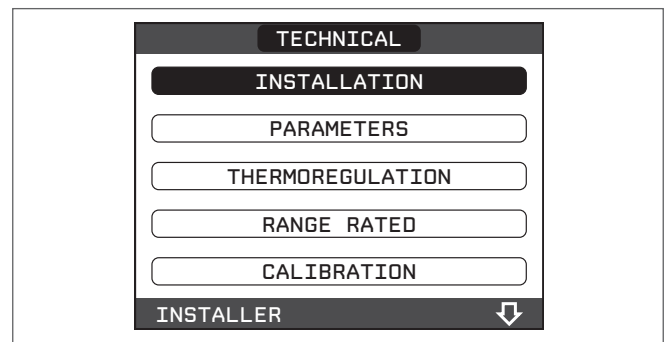 TECHNICAL
INSTALLATION
PARAMETERS
THERMOREGULATION
RANGE RATED
CALIBRATION
INSTALLER